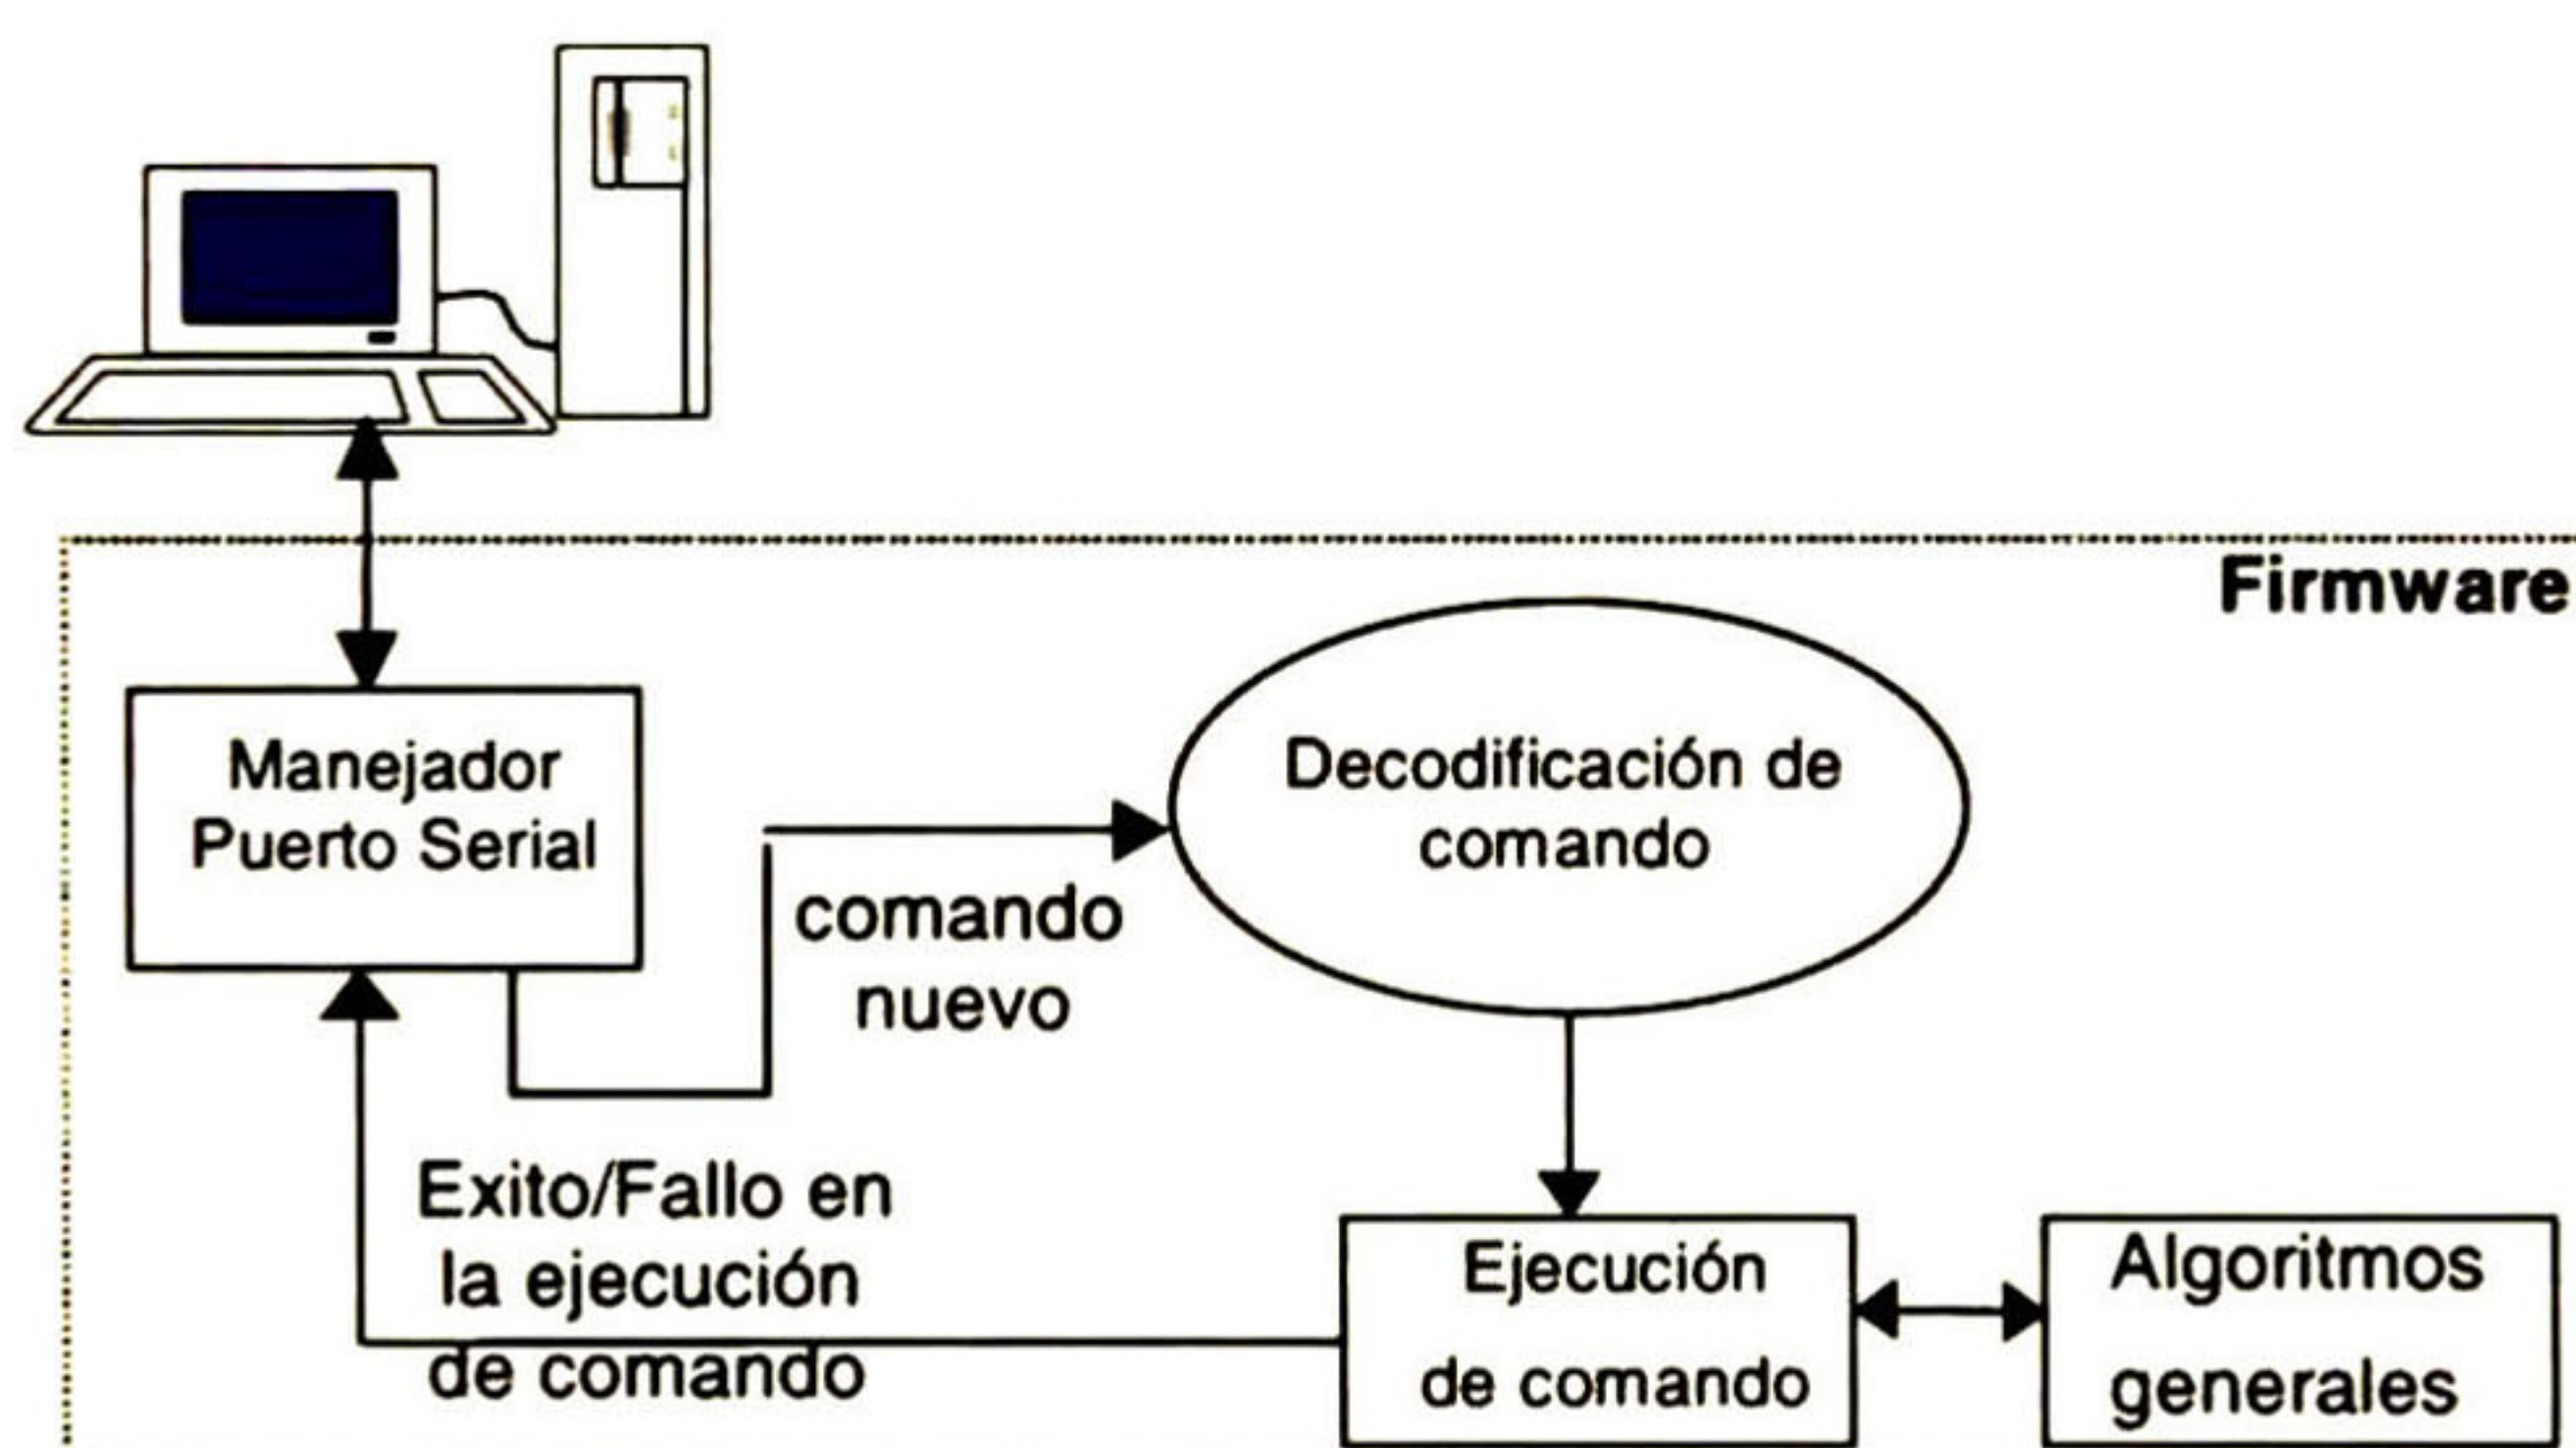 Firmware
Manejador
Puerto Serial
Decodificación de
comando
comando
nuevo
Exito/Fallo en
la ejecución
de comando
Ejecución
de comando
Algoritmos
generales